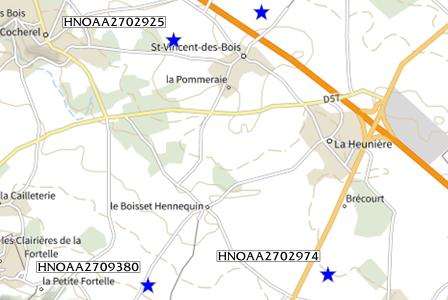 s Bois
HNOAA2702925
Cocherel
St-Vincent-des-Bois
la Pommeraie
D57
La Heunière
la Cailleterie
le Boisset Hennequin
Brécourt
les Clairières de la
Fortelle
HNOAA2702974
HNOAA2709380
la Petite Fortelle